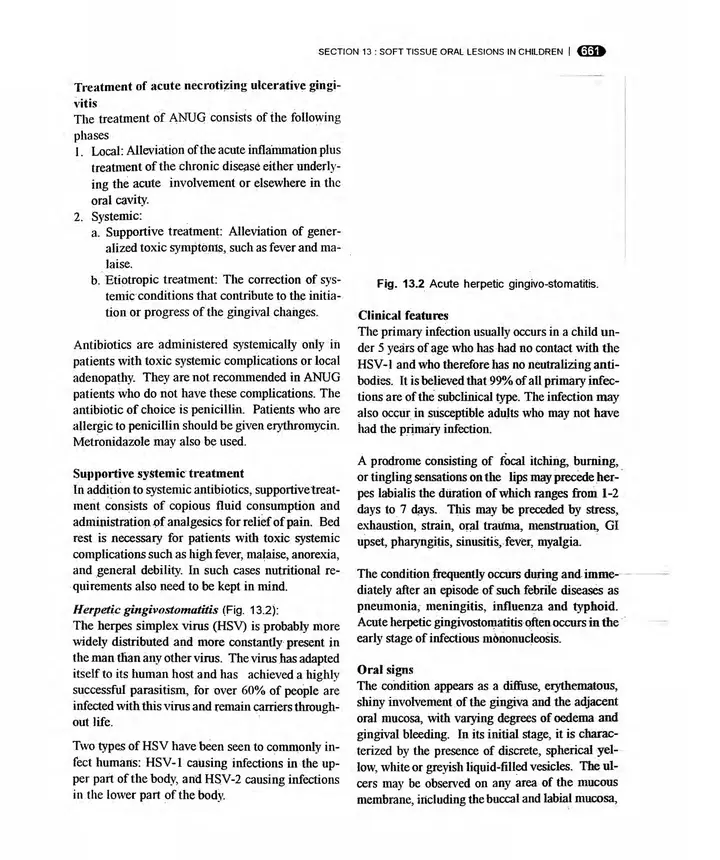 SECTION 13 : SOFT TISSUE ORAL LESIONS IN CHILDREN | 661
Treatment of acute necrotizing ulcerative gingi-
vitis
The treatment of ANUG consists of the following
phases
1. Local: Alleviation of the acute inflammation plus
treatment of the chronic disease either underly-
ing the acute involvement or elsewhere in the
oral cavity.
2. Systemic:
a. Supportive treatment: Alleviation of gener-
alized toxic symptoms, such as fever and ma-
laise.
b. Etiotropic treatment: The correction of sys-
temic conditions that contribute to the initia-
tion or progress of the gingival changes.
Antibiotics are administered systemically only in
patients with toxic systemic complications or local
adenopathy. They are not recommended in ANUG
patients who do not have these complications. The
antibiotic of choice is penicillin. Patients who are
allergic to penicillin should be given erythromycin.
Metronidazole may also be used.
Supportive systemic treatment
In addition to systemic antibiotics, supportive treat-
ment consists of copious fluid consumption and
administration of analgesics for relief of pain. Bed
rest is necessary for patients with toxic systemic
complications such as high fever, malaise, anorexia,
and general debility. In such cases nutritional re-
quirements also need to be kept in mind.
Herpetic gingivostomatitis (Fig. 13.2):
The herpes simplex virus (HSV) is probably more
widely distributed and more constantly present in
the man than any other virus. The virus has adapted
itself to its human host and has achieved a highly
successful parasitism, for over 60% of people are
infected with this virus and remain carriers through-
out life.
Two types of HSV have been seen to commonly in-
fect humans: HSV-1 causing infections in the up-
per part of the body, and HSV-2 causing infections
in the lower part of the body.
Fig. 13.2 Acute herpetic gingivo-stomatitis.
Clinical features
The primary infection usually occurs in a child un-
der 5 years of age who has had no contact with the
HSV-1 and who therefore has no neutralizing anti-
bodies. It is believed that 99% of all primary infec-
tions are of the subclinical type. The infection may
also occur in susceptible adults who may not have
had the primary infection.
A prodrome consisting of focal itching, burning,
or tingling sensations on the lips may precede her-
pes labialis the duration of which ranges from 1-2
days to 7 days. This may be preceded by stress,
exhaustion, strain, oral trauma, menstruation, GI
upset, pharyngitis, sinusitis, fever, myalgia.
The condition frequently occurs during and imme-
diately after an episode of such febrile diseases as
pneumonia, meningitis, influenza and typhoid.
Acute herpetic gingivostomatitis often occurs in the
early stage of infectious mononucleosis.
Oral signs
The condition appears as a diffuse, erythematous,
shiny involvement of the gingiva and the adjacent
oral mucosa, with varying degrees of oedema and
gingival bleeding. In its initial stage, it is charac-
terized by the presence of discrete, spherical yel-
low, white or greyish liquid-filled vesicles. The ul-
cers may be observed on any area of the mucous
membrane, including the buccal and labial mucosa,